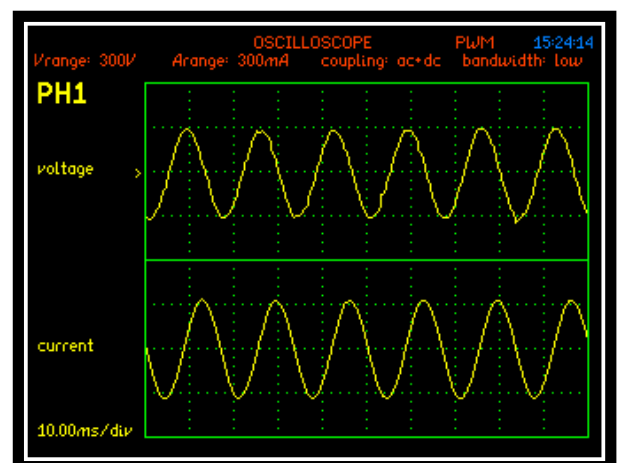 OSCILLOSCOPE PWM 15:24:14
Vrange: 300V Arange: 300mA coupling: ac+dc bandwidth: low
PH1
voltage >
current
10.00ms/div